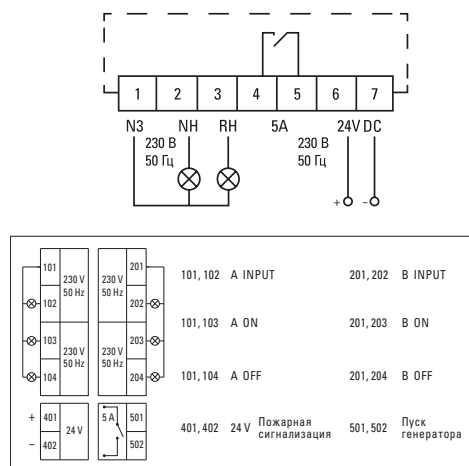 1 2 3 4 5 6 7
N3 NH RH 5A 24V DC
230 В 230 В
50 Гц 50 Гц
+ -
101 230 V 50 Hz 230 V 50 Hz 201 101, 102 A INPUT 201, 202 B INPUT
102 202
103 230 V 50 Hz 230 V 50 Hz 203 101, 103 A ON 201, 203 B ON
104 204 101, 104 A OFF 201, 204 B OFF
+ 401 24 V 5 A 501 401, 402 24 V Пожарная сигнализация 501, 502 Пуск генератора
- 402 502